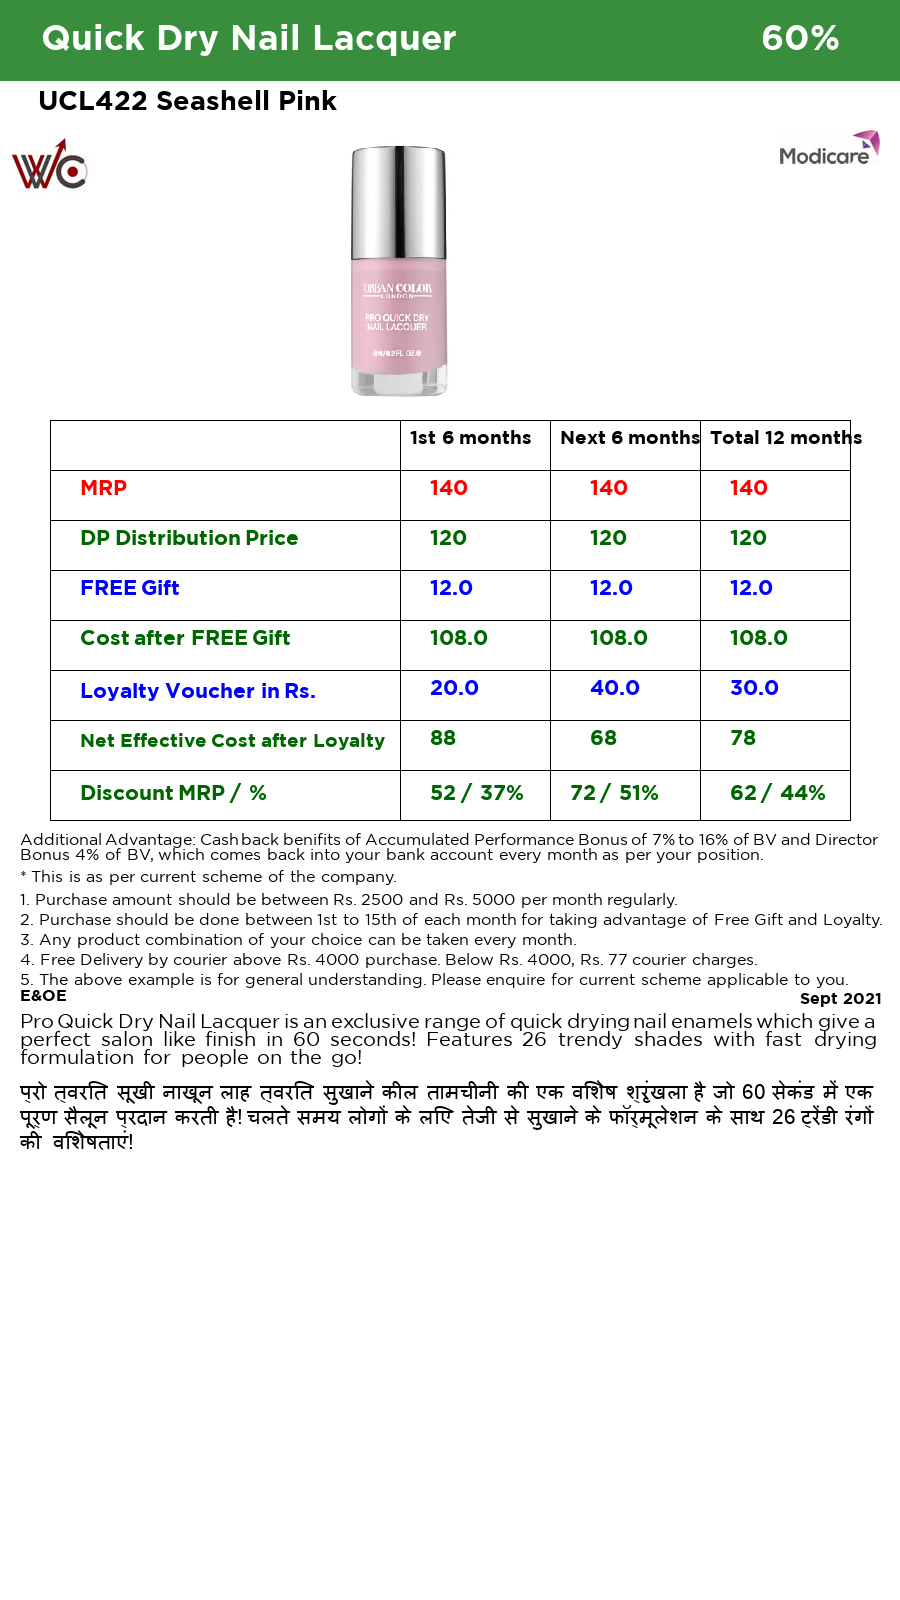 Quick Dry Nail Lacquer 60%
UCL422 Seashell Pink
WC
Modicare
URBAN COLOR
LONDON
PRO QUICK DRY
NAIL LACQUER
6ml/0.2 FL. OZ.℮
1st 6 months Next 6 months Total 12 months
MRP 140 140 140
DP Distribution Price 120 120 120
FREE Gift 12.0 12.0 12.0
Cost after FREE Gift 108.0 108.0 108.0
Loyalty Voucher in Rs. 20.0 40.0 30.0
Net Effective Cost after Loyalty 88 68 78
Discount MRP / % 52 / 37% 72 / 51% 62 / 44%
Additional Advantage: Cashback benifits of Accumulated Performance Bonus of 7% to 16% of BV and Director
Bonus 4% of BV, which comes back into your bank account every month as per your position.
* This is as per current scheme of the company.
1. Purchase amount should be between Rs. 2500 and Rs. 5000 per month regularly.
2. Purchase should be done between 1st to 15th of each month for taking advantage of Free Gift and Loyalty.
3. Any product combination of your choice can be taken every month.
4. Free Delivery by courier above Rs. 4000 purchase. Below Rs. 4000, Rs. 77 courier charges.
5. The above example is for general understanding. Please enquire for current scheme applicable to you.
E&OE
Sept 2021
Pro Quick Dry Nail Lacquer is an exclusive range of quick drying nail enamels which give a
perfect salon like finish in 60 seconds! Features 26 trendy shades with fast drying
formulation for people on the go!
प्रो त्वरित सूखी नाखून लाह त्वरित सुखाने कील तामचीनी की एक विशेष श्रृंखला है जो 60 सेकंड में एक
पूर्ण सैलून प्रदान करती है! चलते समय लोगों के लिए तेजी से सुखाने के फॉर्मूलेशन के साथ 26 ट्रेंडी रंगों
की विशेषताएं!